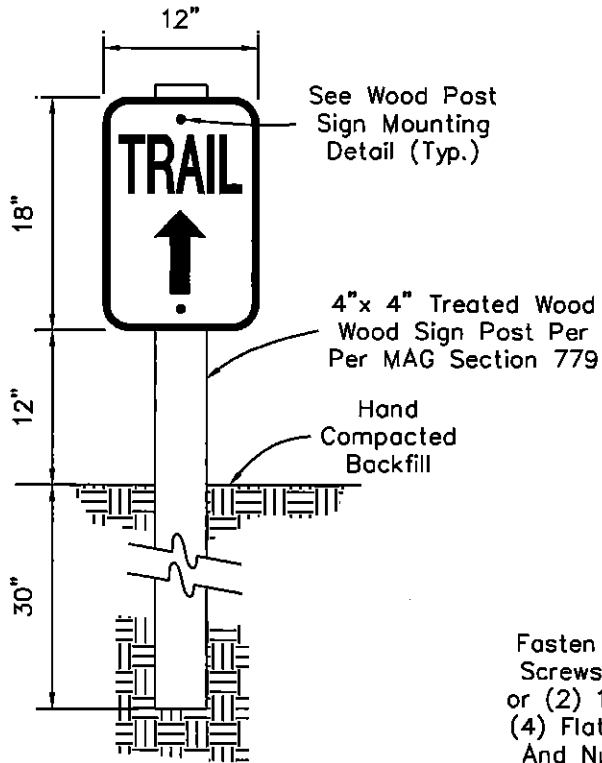 12"
See Wood Post
Sign Mounting
Detail (Typ.)
TRAIL
18"
4"x 4" Treated Wood
Wood Sign Post Per
Per MAG Section 779
12"
Hand
Compacted
Backfill
30"
Fasten
Screws
or (2)
(4) Flat
And